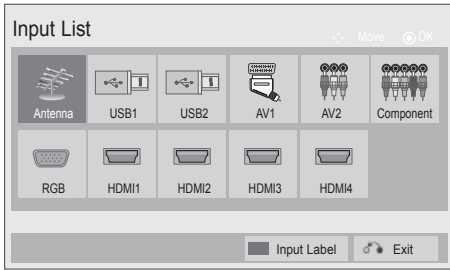 Input List
Move OK
Antenna USB1 USB2 AV1 AV2 Component
RGB HDMI1 HDMI2 HDMI3 HDMI4
Input Label Exit